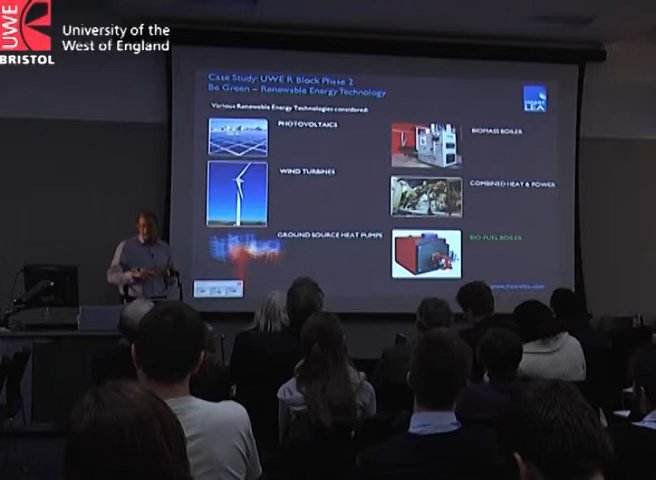 UWE
BRISTOL
University of the
West of England
Case Study: UWE R Block Phase 2
Be Green – Renewable Energy Technology
Various Renewable Energy Technologies considered:
PHOTOVOLTAICS
BIOMASS BOILER
WIND TURBINES
COMBINED HEAT & POWER
GROUND SOURCE HEAT PUMPS
BIO-FUEL BOILER
LEA